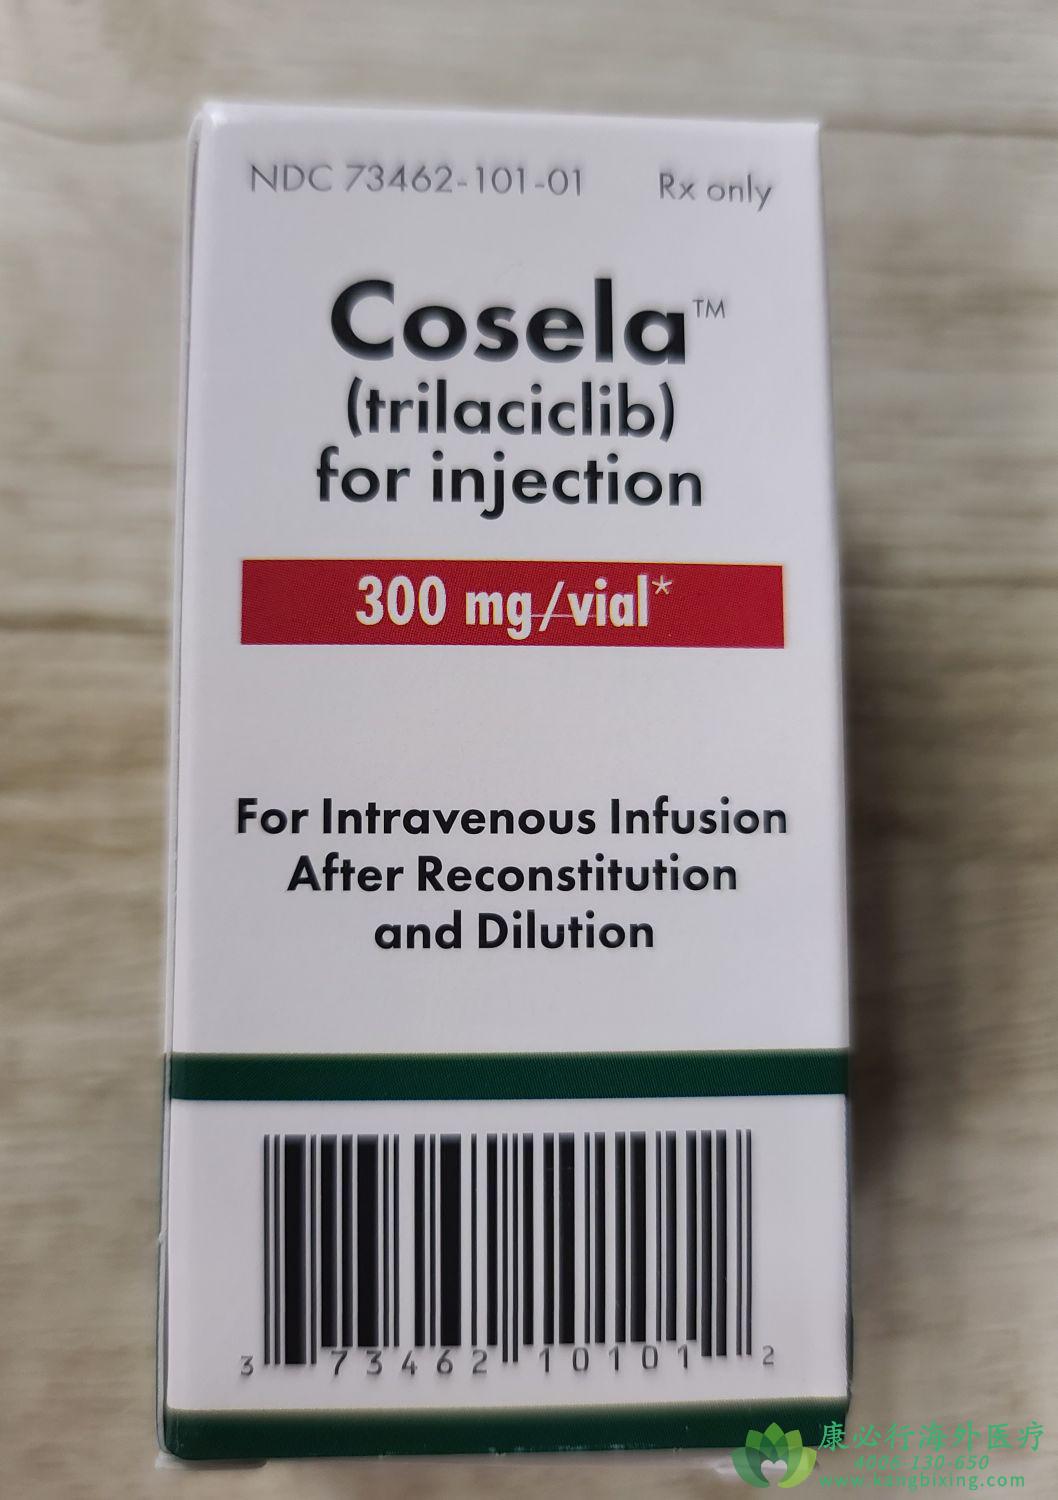 NDC 73462-101-01 Rx only
Cosela™
(trilaciclib)
for injection
300 mg/vial*
For Intravenous Infusion
After Reconstitution
and Dilution
3 73462 10101 2
康必行海外医疗
4006-130-650
www.kangbixing.com